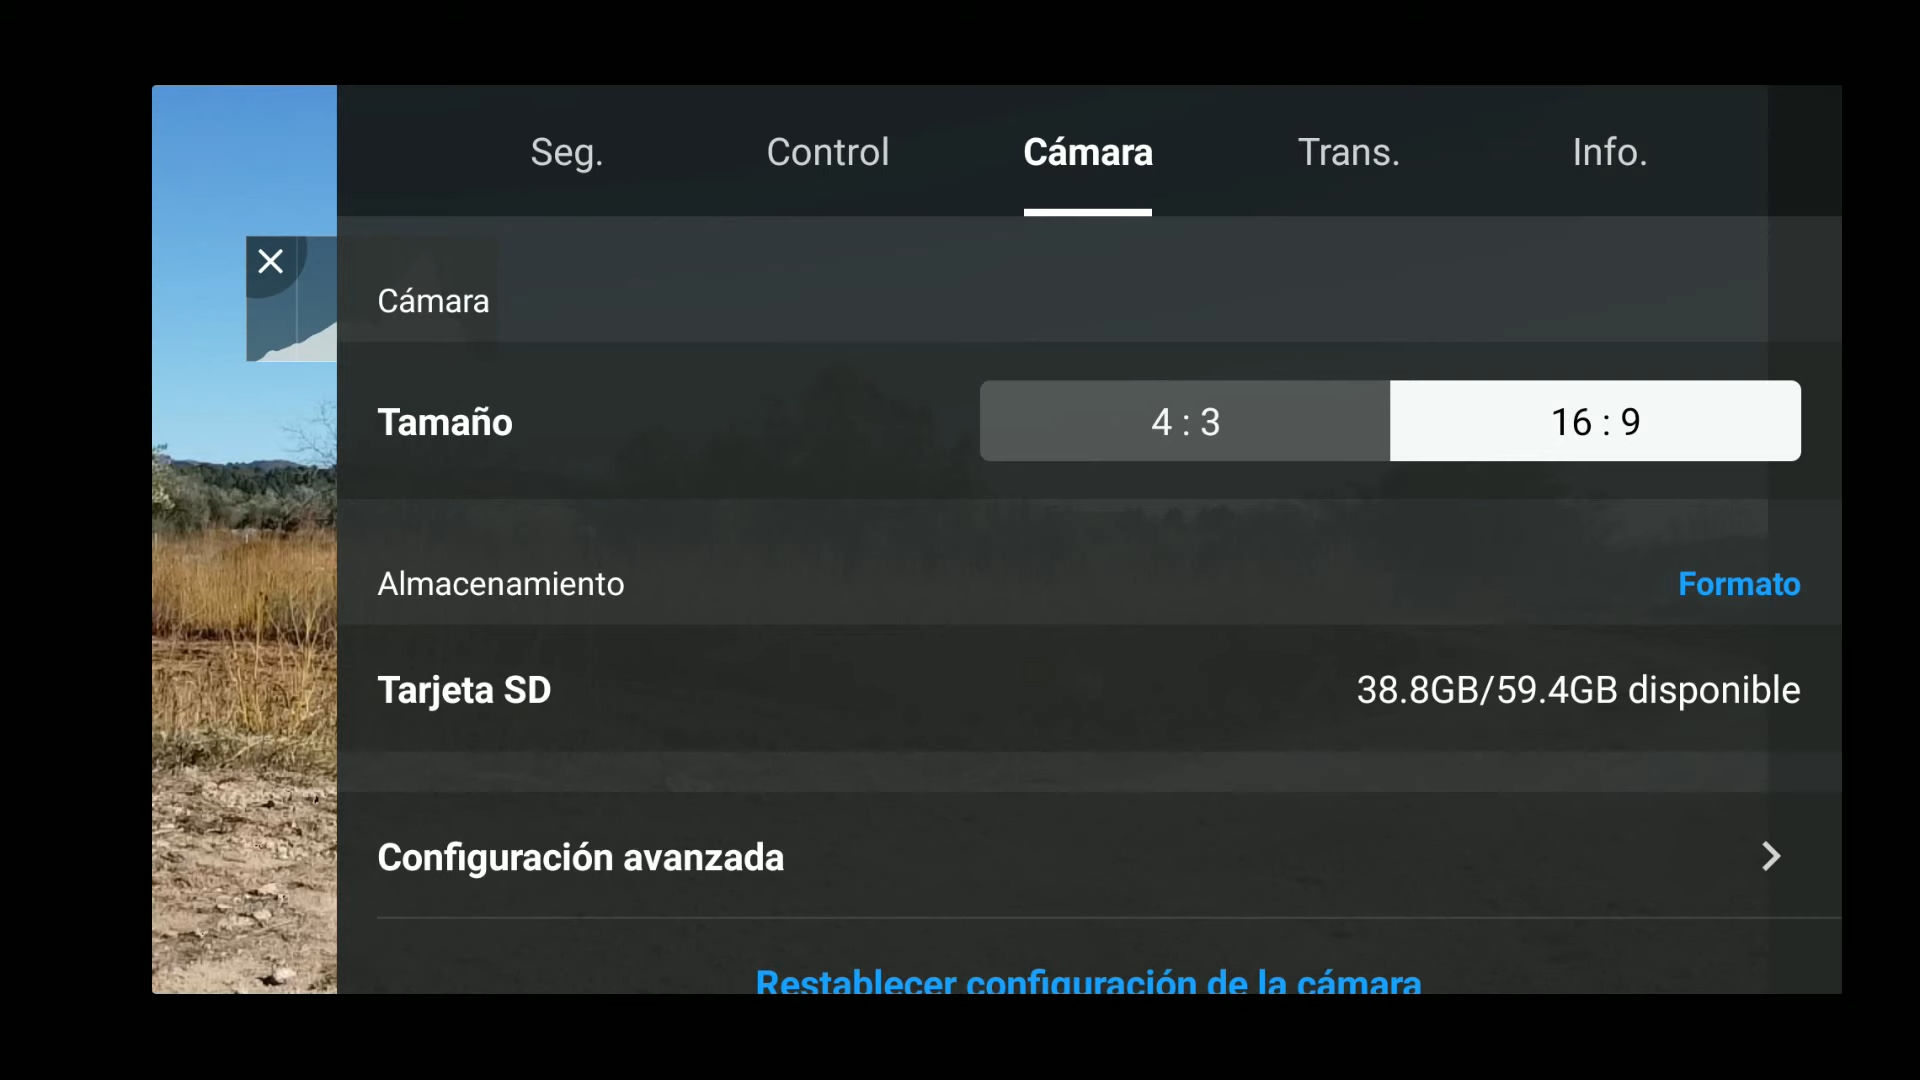 Seg. Control Cámara Trans. Info.
Cámara
Tamaño 4 : 3 16 : 9
Almacenamiento Formato
Tarjeta SD 38.8GB/59.4GB disponible
Configuración avanzada
Restablecer configuración de la cámara